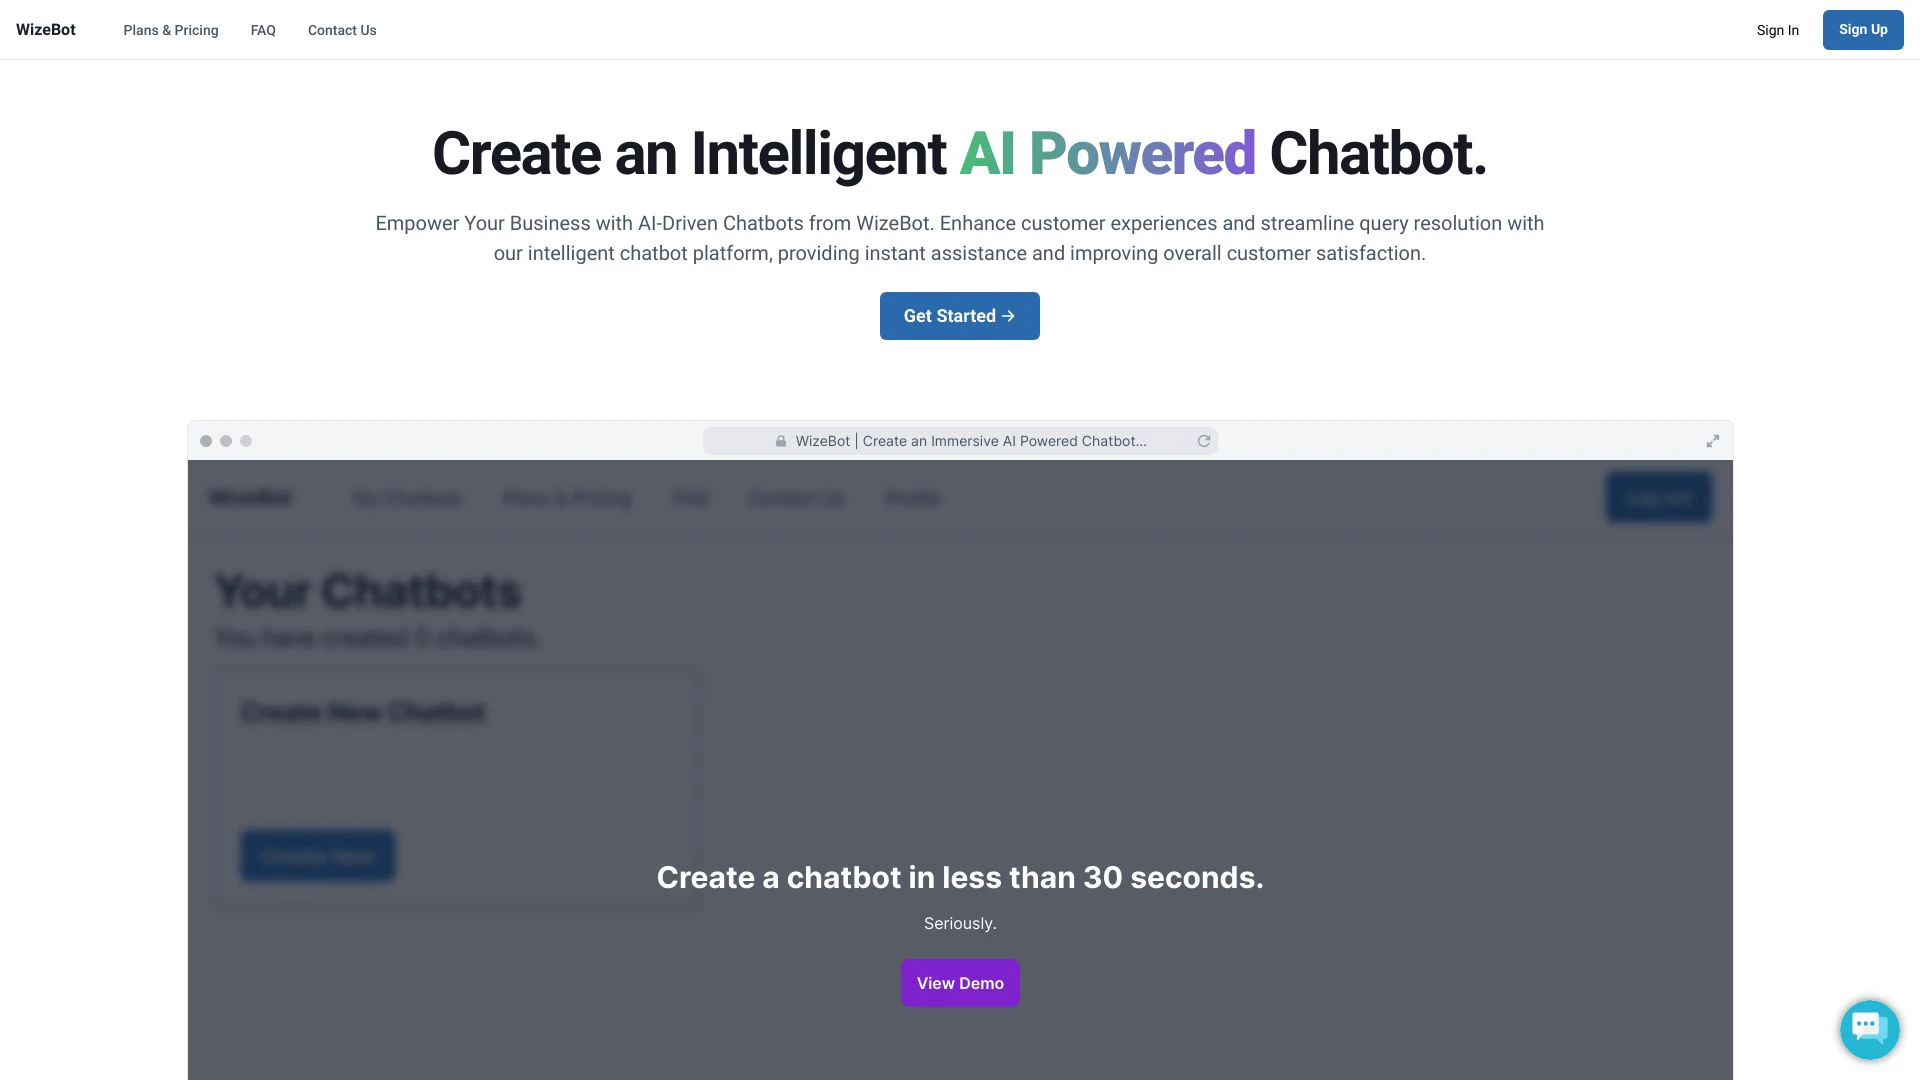 WizeBot
Plans & Pricing
FAQ
Contact Us
Sign In
Sign Up
Create an Intelligent AI Powered Chatbot.
Empower Your Business with AI-Driven Chatbots from WizeBot. Enhance customer experiences and streamline query resolution with
our intelligent chatbot platform, providing instant assistance and improving overall customer satisfaction.
Get Started →
WizeBot | Create an Immersive AI Powered Chatbot...
WizeBot
My Chatbots
Plans & Pricing
FAQ
Contact Us
Profile
Log out
Your Chatbots
You have created 0 chatbots.
Create New Chatbot
Create New
Create a chatbot in less than 30 seconds.
Seriously.
View Demo